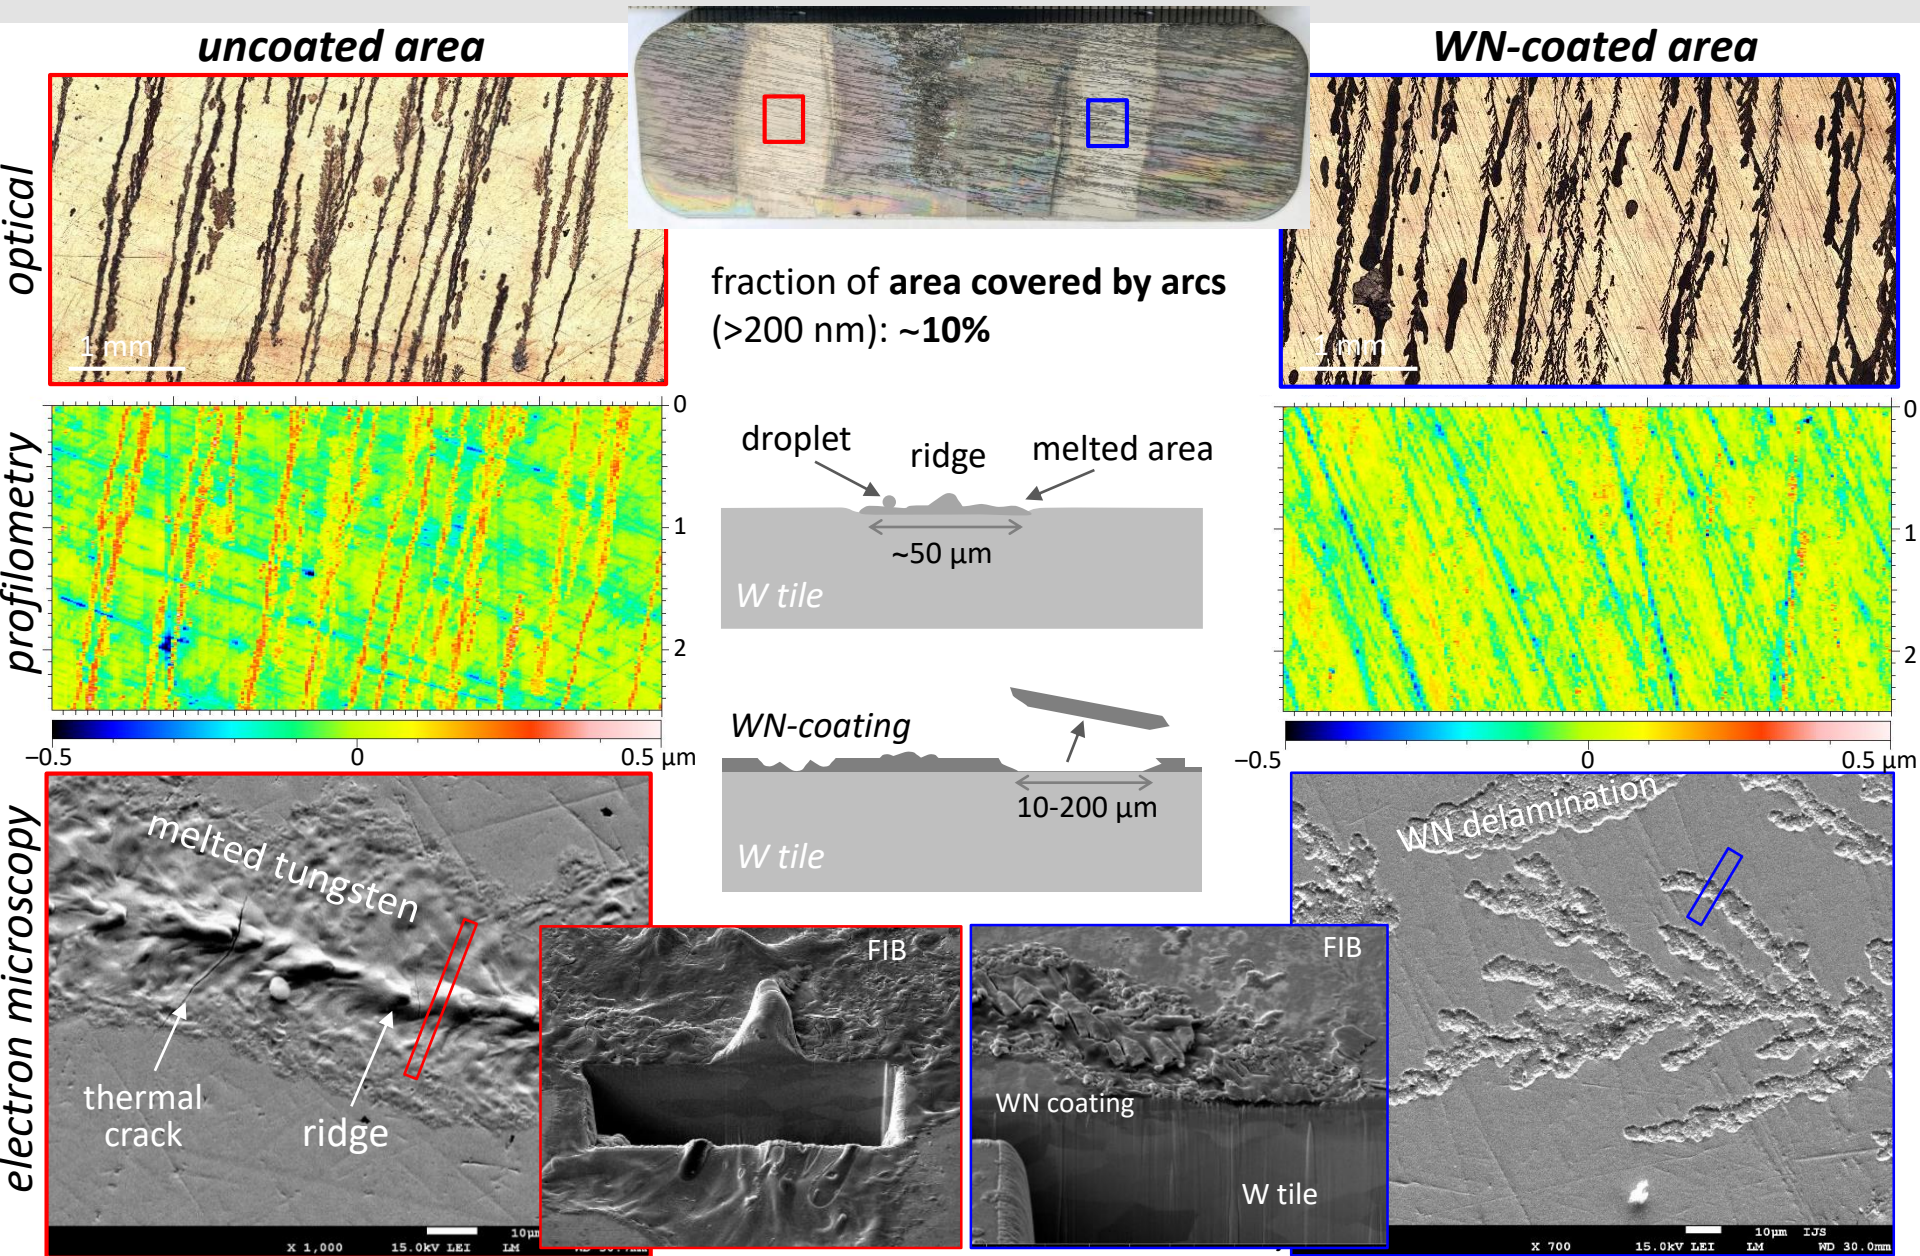 uncoated area
WN-coated area
optical
1 mm
fraction of area covered by arcs
(>200 nm): ~10%
1 mm
profilometry
0
1
2
−0.5
0
0.5 µm
droplet
ridge
melted area
~50 µm
W tile
WN-coating
10-200 µm
W tile
0
1
2
−0.5
0
0.5 µm
electron microscopy
melted tungsten
thermal
crack
ridge
10µm
X 1,000 15.0kV LEI LM
FIB
FIB
WN coating
W tile
WN delamination
10µm IJS
X 700 15.0kV LEI LM WD 30.0mm